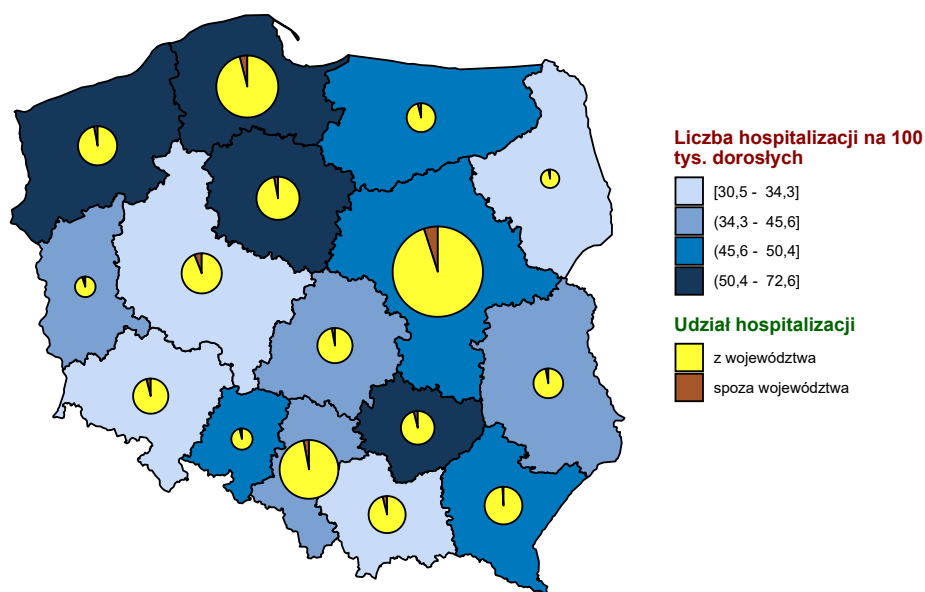 Liczba hospitalizacji na 100
tys. dorosłych
[30,5 - 34,3]
(34,3 - 45,6]
(45,6 - 50,4]
(50,4 - 72,6]
Udział hospitalizacji
z województwa
spoza województwa